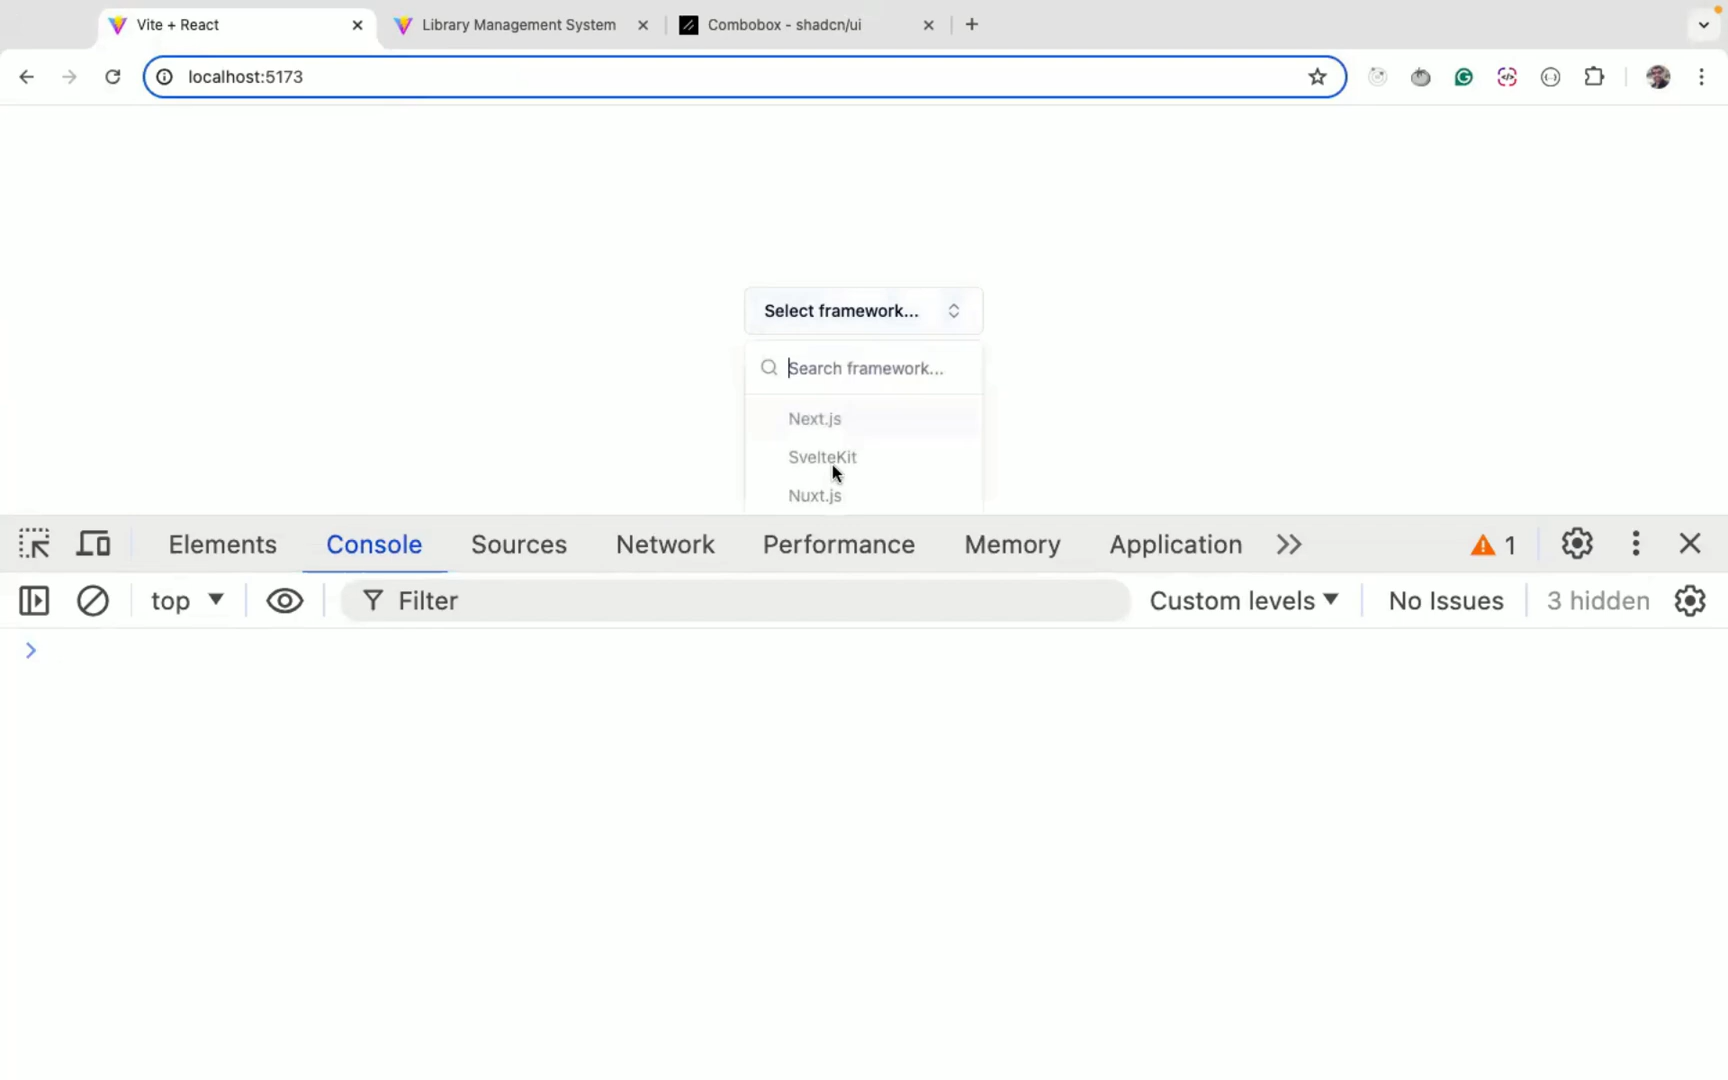 Vite + React
Library Management System
Combobox - shadcn/ui
localhost:5173
Select framework...
Search framework...
Next.js
SvelteKit
Nuxt.js
Elements Console Sources Network Performance Memory Application 1
top Filter Custom levels No Issues 3 hidden